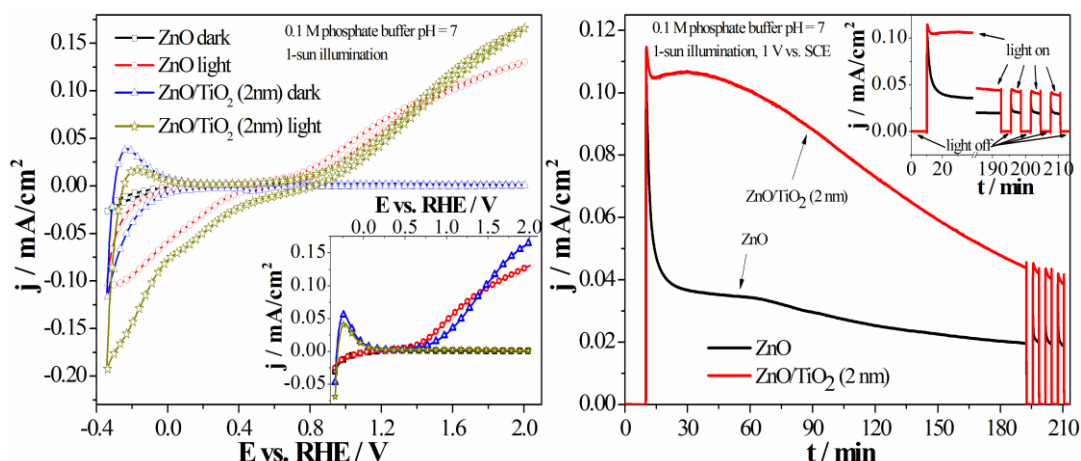 0.15
0.10
0.05
0.00
-0.05
-0.10
-0.15
-0.20
j / mA/cm2
ZnO dark
ZnO light
ZnO/TiO2 (2nm) dark
ZnO/TiO2 (2nm) light
0.1 M phosphate buffer pH = 7
1-sun illumination
E vs. RHE / V
0.0 0.5 1.0 1.5 2.0
0.15
0.10
0.05
0.00
-0.05
j / mA/cm2
-0.4 0.0 0.4 0.8 1.2 1.6 2.0
E vs. RHE / V
0.12
0.10
0.08
0.06
0.04
0.02
0.00
j / mA/cm2
0.1 M phosphate buffer pH = 7
1-sun illumination, 1 V vs. SCE
0.10
0.05
0.00
j / mA/cm2
light on
light off
0 20 190 200 210
t / min
ZnO/TiO2 (2 nm)
ZnO
ZnO
ZnO/TiO2 (2 nm)
0 30 60 90 120 150 180 210
t / min